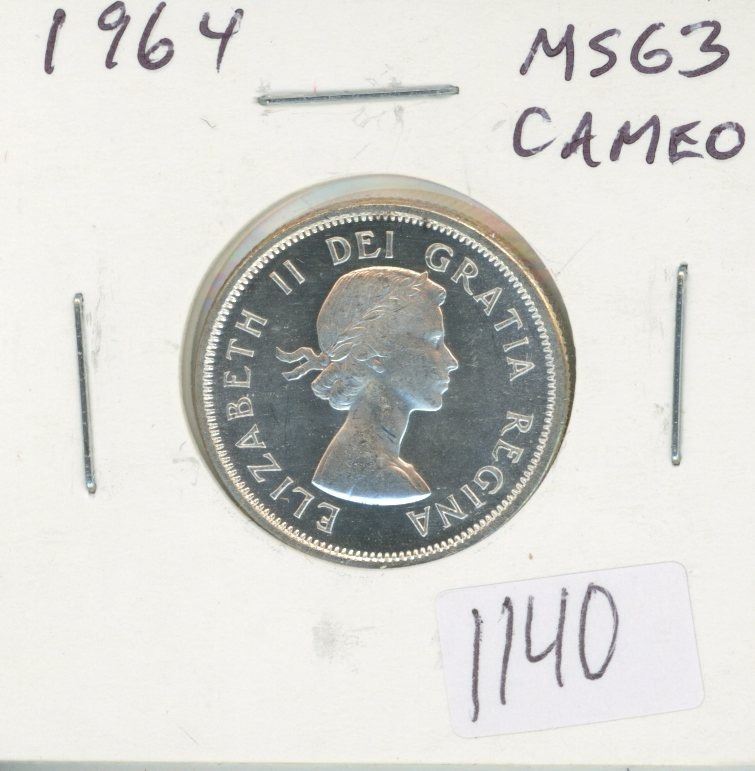 1964
MS63
CAMEO
ELIZABETH II DEI GRATIA REGINA
1140